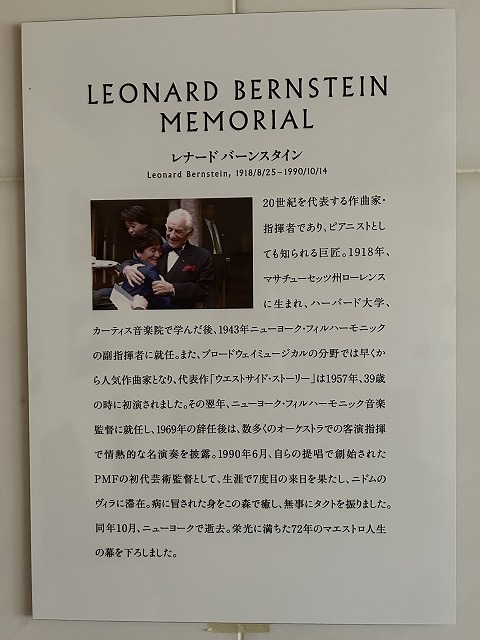 LEONARD BERNSTEIN
MEMORIAL
レナード バーンスタイン
Leonard Bernstein, 1918/8/25–1990/10/14
20世紀を代表する作曲家・
指揮者であり、ピアニストとし
ても知られる巨匠。1918年、
マサチューセッツ州ローレンス
に生まれ、ハーバード大学、
カーティス音楽院で学んだ後、1943年ニューヨーク・フィルハーモニック
の副指揮者に就任。また、ブロードウェイミュージカルの分野では早くか
ら人気作曲家となり、代表作「ウエストサイド・ストーリー」は1957年、39歳
の時に初演されました。その翌年、ニューヨーク・フィルハーモニック音楽
監督に就任し、1969年の辞任後は、数多くのオーケストラでの客演指揮
で情熱的な名演奏を披露。1990年6月、自らの提唱で創始された
PMFの初代芸術監督として、生涯で7度目の来日を果たし、ニドムの
ヴィラに滞在。病に冒された身をこの森で癒し、無事にタクトを振りました。
同年10月、ニューヨークで逝去。栄光に満ちた72年のマエストロ人生
の幕を下ろしました。